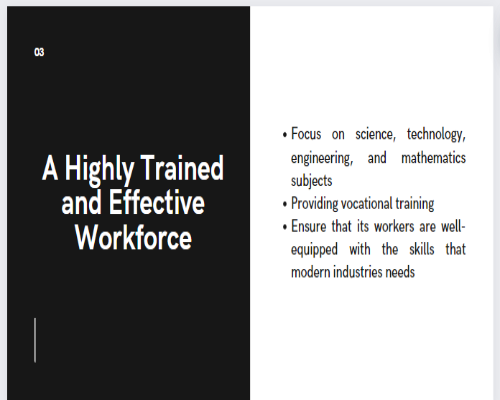 03
A Highly Trained
and Effective
Workforce
• Focus on science, technology,
engineering, and mathematics
subjects
• Providing vocational training
• Ensure that its workers are well-
equipped with the skills that
modern industries needs